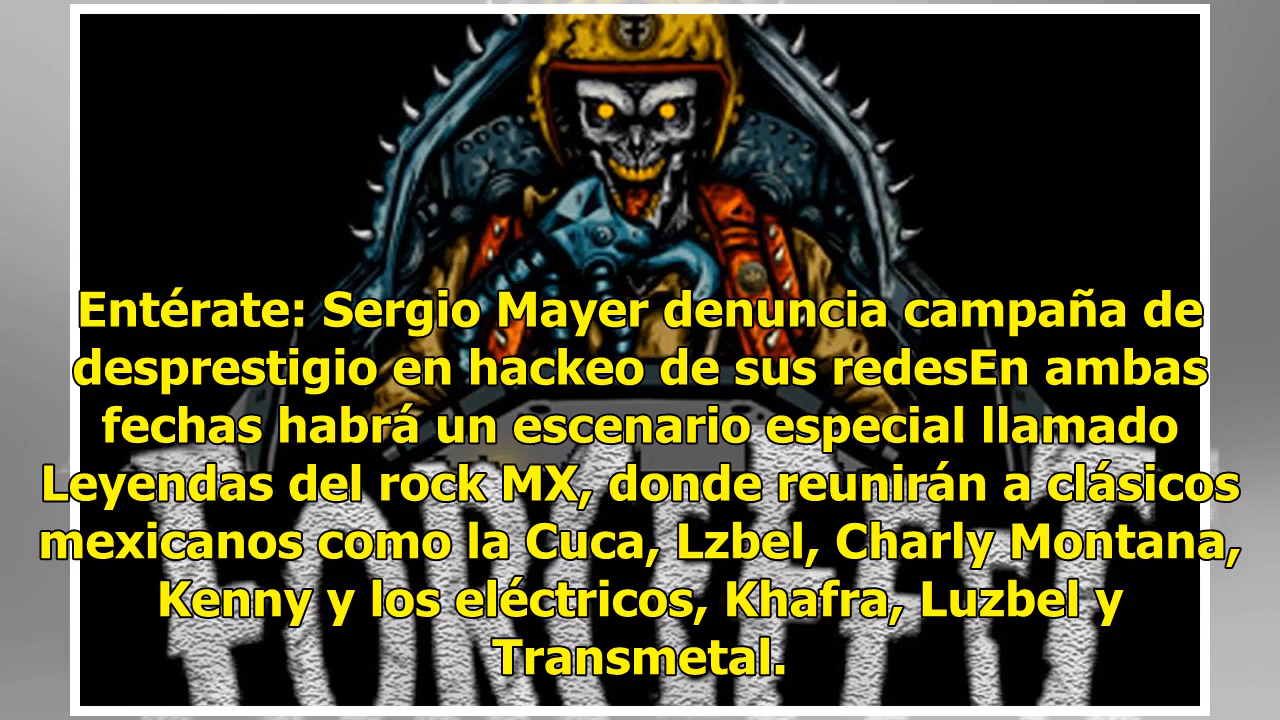 Entérate: Sergio Mayer denuncia campaña de
desprestigio en hackeo de sus redesEn ambas
fechas habrá un escenario especial llamado
Leyendas del rock MX, donde reunirán a clásicos
mexicanos como la Cuca, Lzbel, Charly Montana,
Kenny y los eléctricos, Khafra, Luzbel y
Transmetal.